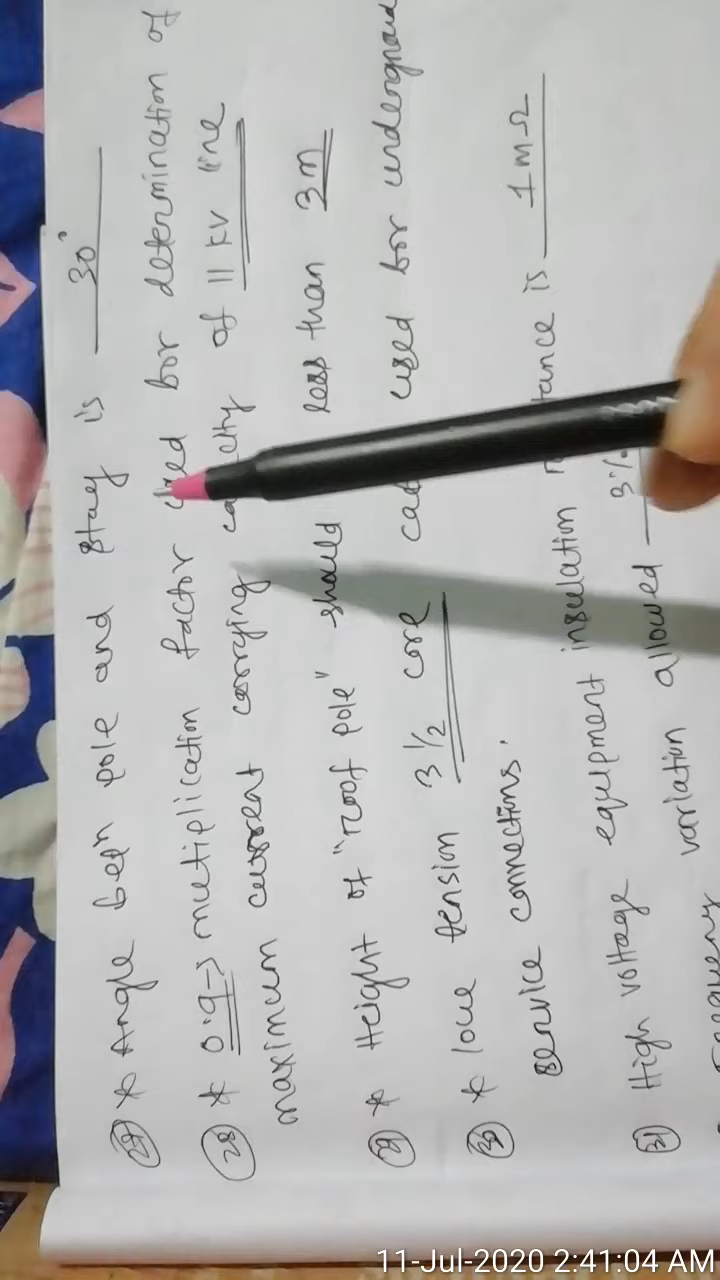 27 * Angle betn pole and stay is 30°
28 * 0.9 → multiplication factor used for determination of
maximum current carrying capacity of 11 KV line
29 * Height of "roof pole" should less than 3m
30 * low tension 3 1/2 core used for underground
service connections.
31 High voltage equipment insulation is 1 MΩ
variation allowed 3%
11-Jul-2020 2:41:04 AM